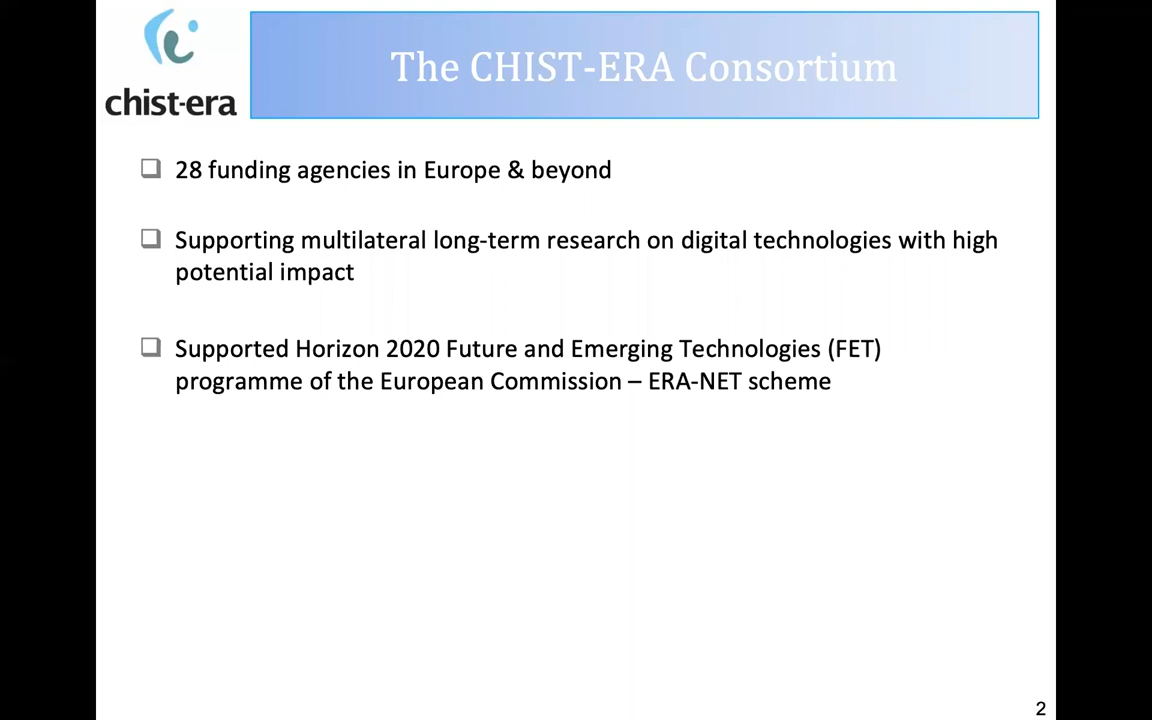 chist-era
The CHIST-ERA Consortium
28 funding agencies in Europe & beyond
Supporting multilateral long-term research on digital technologies with high
potential impact
Supported Horizon 2020 Future and Emerging Technologies (FET)
programme of the European Commission – ERA-NET scheme
2